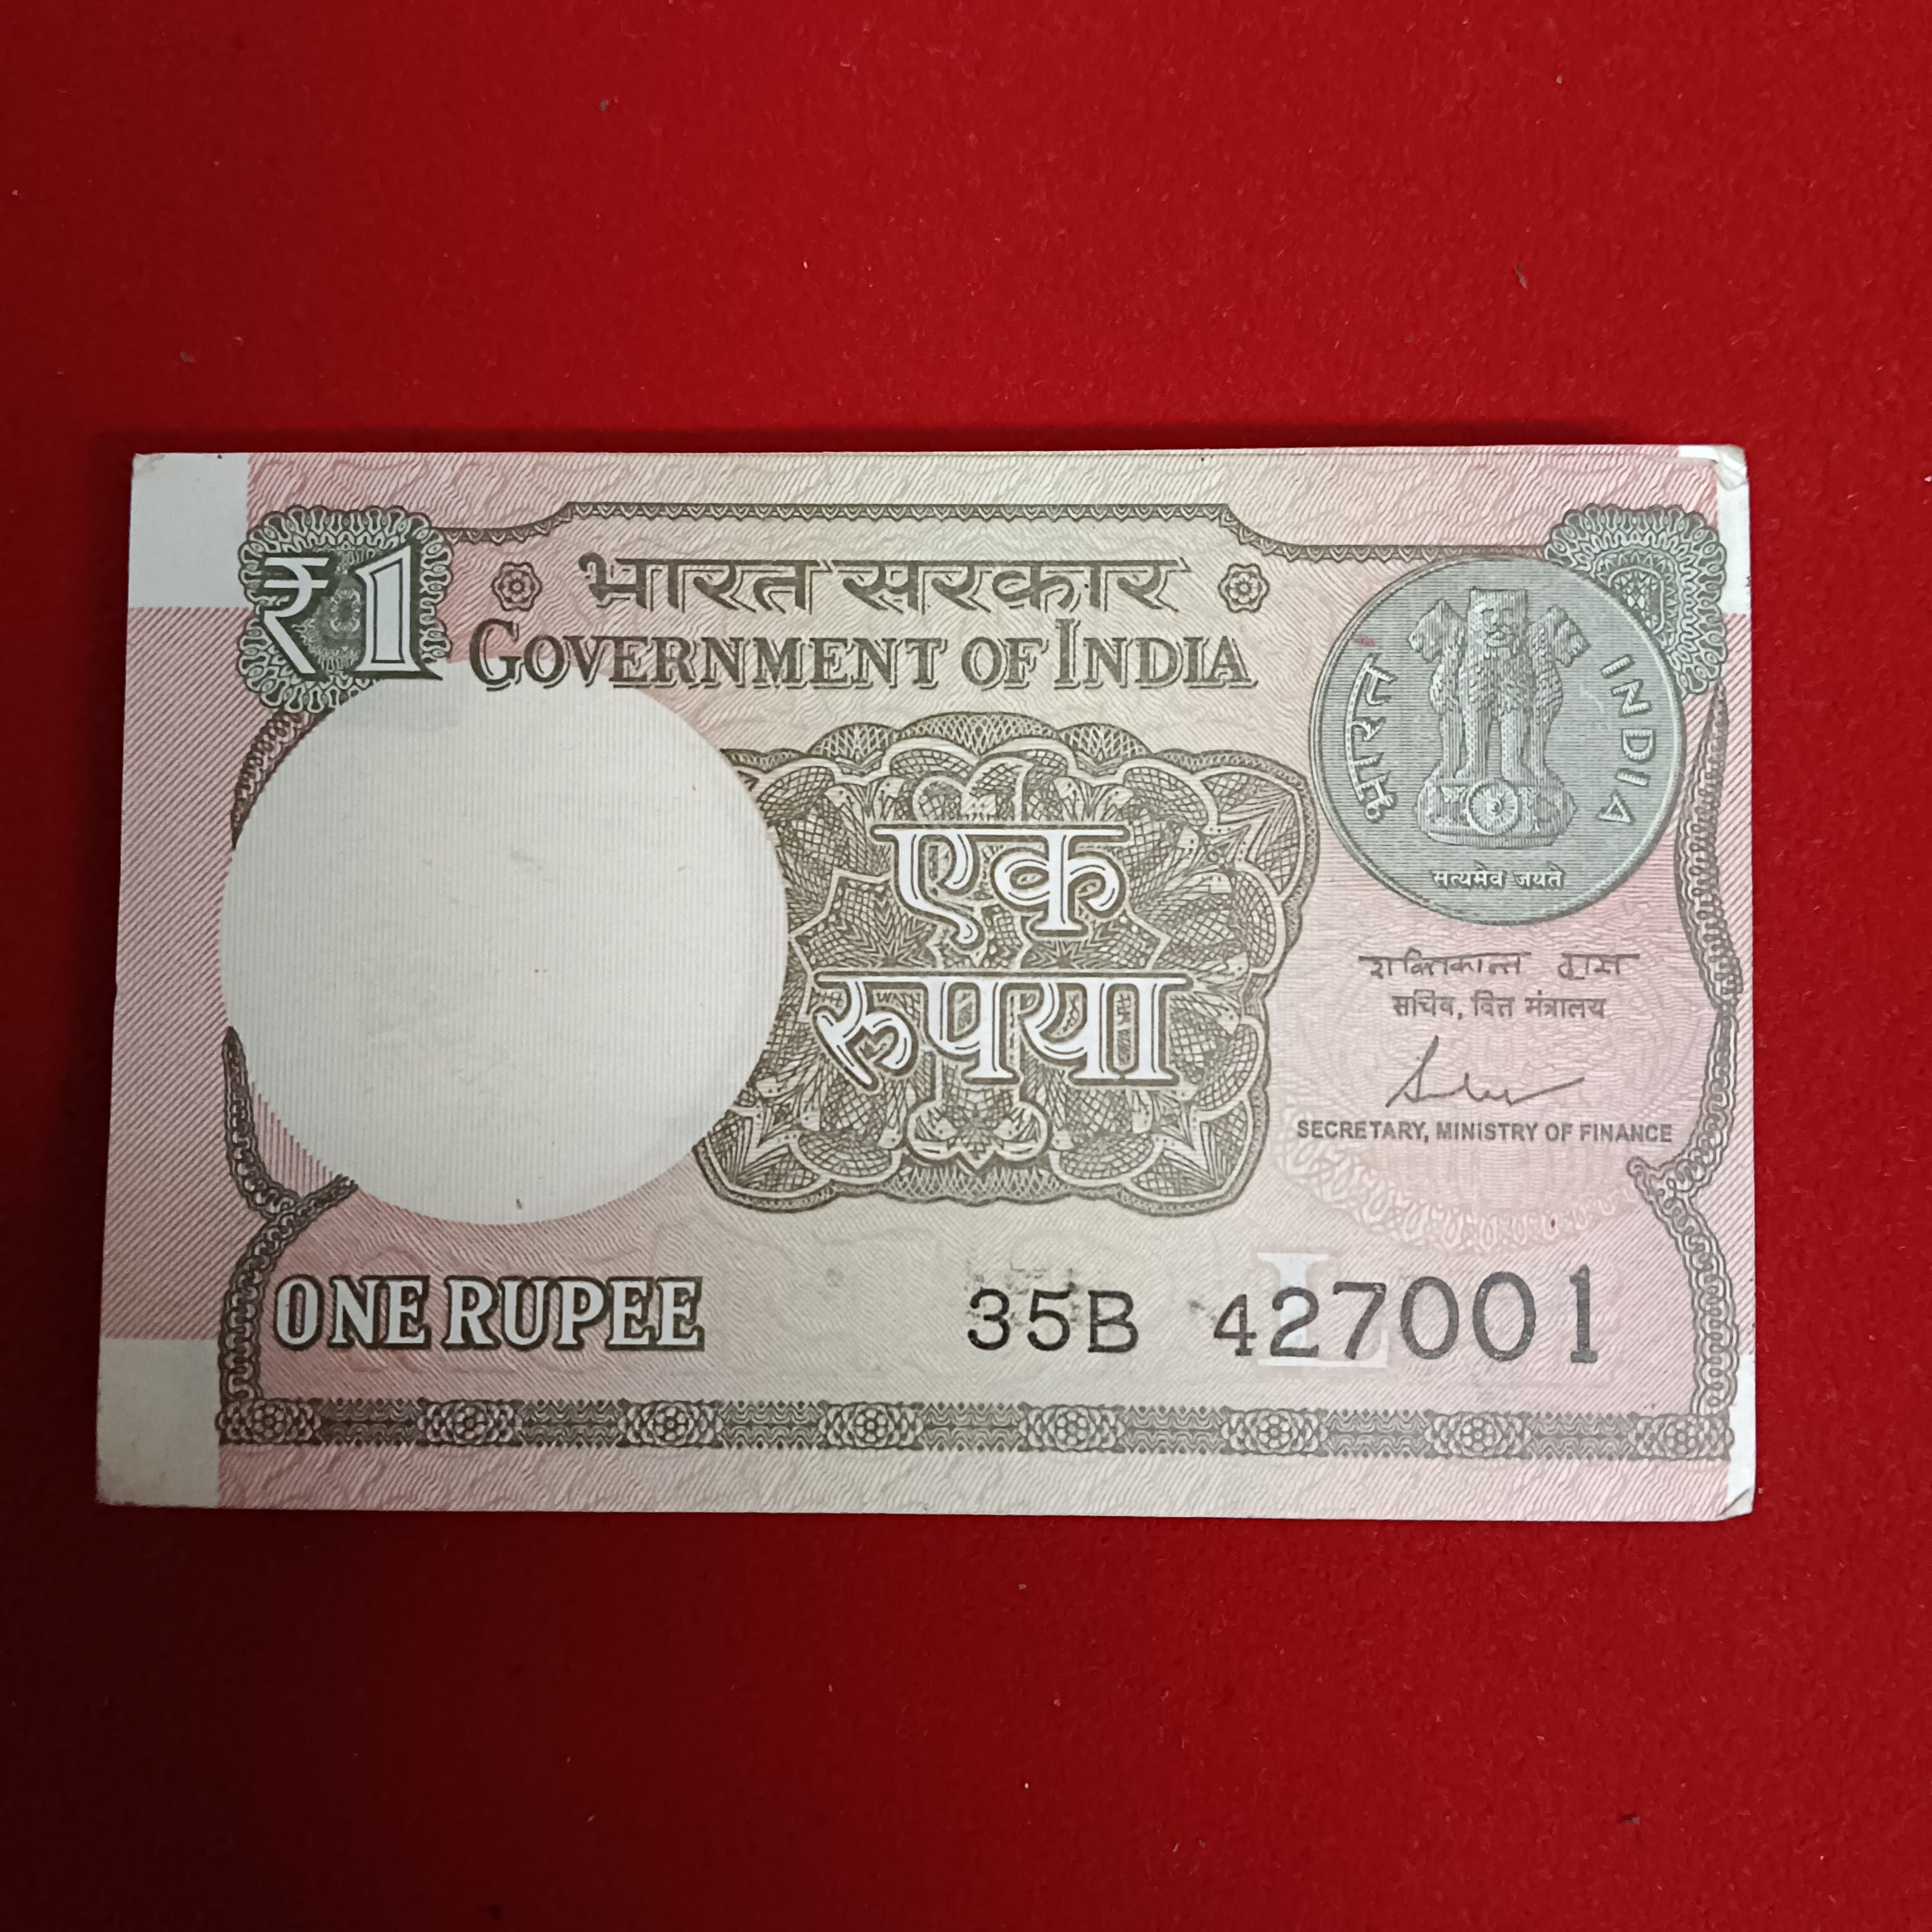 ₹1
भारत सरकार
GOVERNMENT OF INDIA
भारत INDIA
सत्यमेव जयते
एक
रुपया
शक्तिकान्त दास
सचिव, वित्त मंत्रालय
SECRETARY, MINISTRY OF FINANCE
L
ONE RUPEE
35B 427001